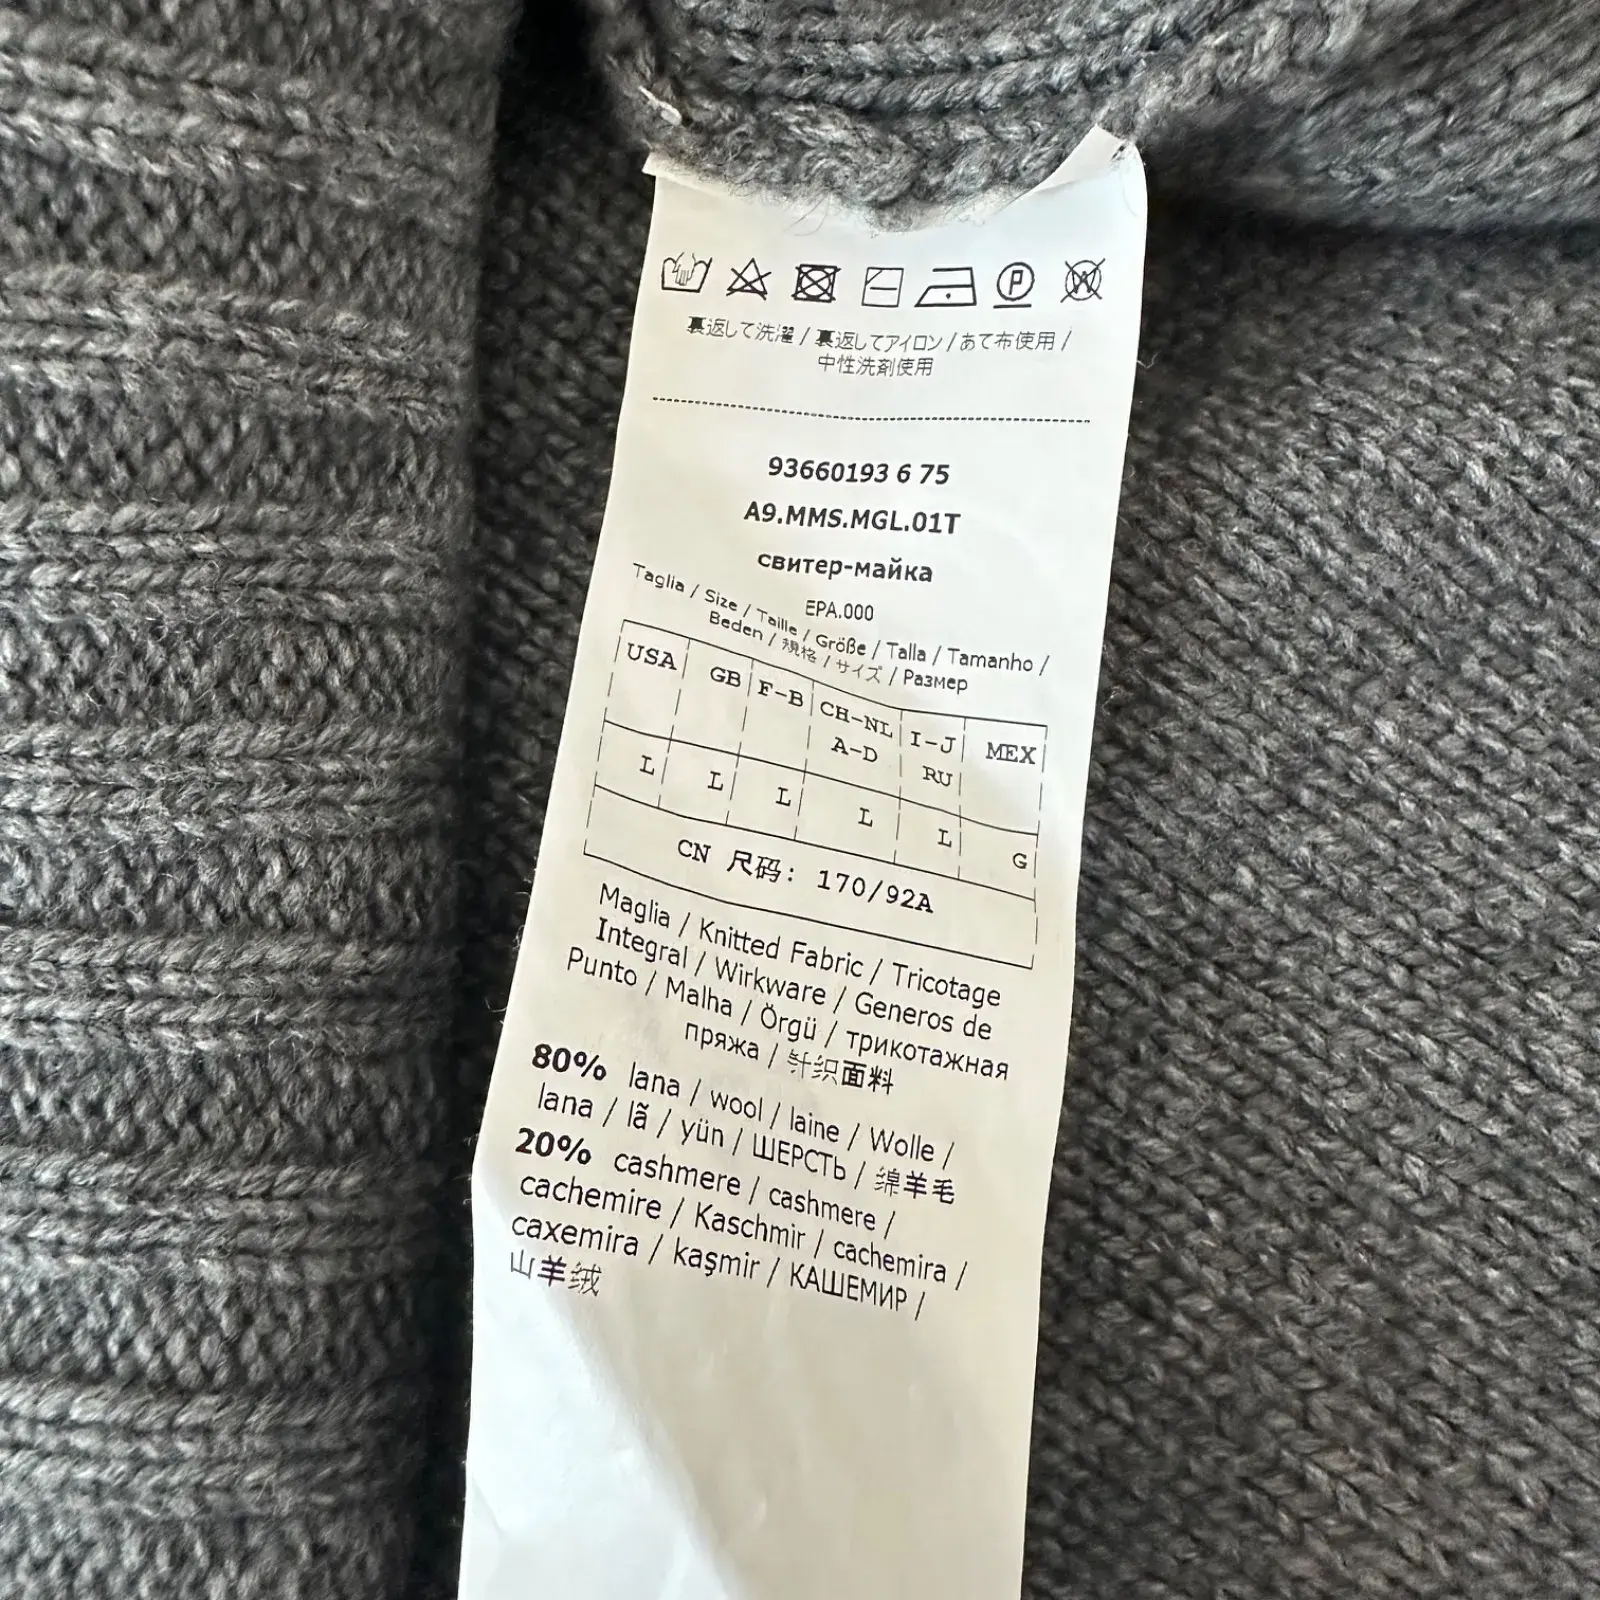 裏返して洗濯 / 裏返してアイロン / あて布使用 /
中性洗剤使用
93660193 6 75
A9.MMS.MGL.01T
свитер-майка
EPA.000
Taglia / Size / Taille / Größe / Talla / Tamanho /
Beden / 規格 / サイズ / Размер
USA GB F-B CH-NL I-J MEX
A-D RU
L L L L L G
CN 尺码: 170/92A
Maglia / Knitted Fabric / Tricotage
Integral / Wirkware / Generos de
Punto / Malha / Örgü / трикотажная
пряжа / 针织面料
80% lana / wool / laine / Wolle /
lana / lã / yün / ШЕРСТЬ / 绵羊毛
20% cashmere / cashmere /
cachemire / Kaschmir / cachemira /
caxemira / kaşmir / КАШЕМИР /
山羊绒